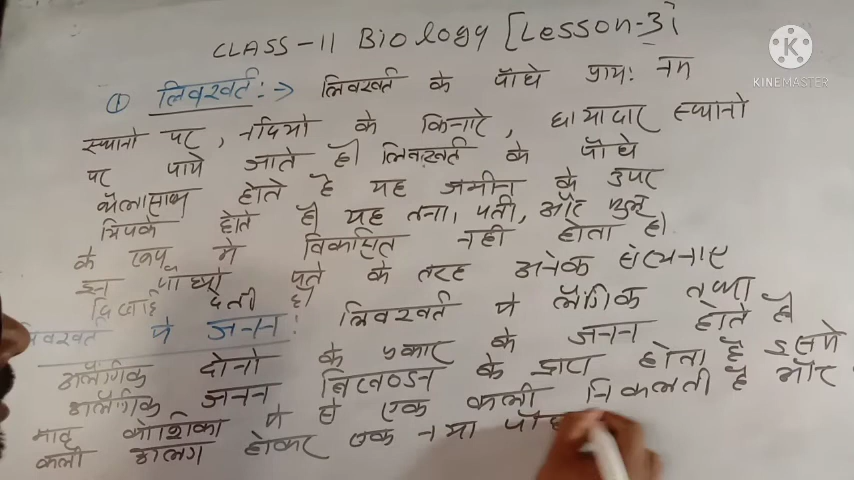 CLASS-11 Biology [Lesson-3]
K
KINEMASTER
① लिवरवर्त :-> लिवरवर्त के पौधे प्रायः नम
स्थानो पर, नदियो के किनारे, छायादार स्थानो
पर पाये जाते है। लिवरवर्त के पौधे
थैलासाभ होते है यह जमीन के उपर
चिपके होते है। यह तना, पती, और मुल
के रूप मे विकसित नही होता है।
इन पौधो पते के तरह अनेक संरचनाए
दिखाई देती है।
लिवरवर्त मे जनन: लिवरवर्त मे लैंगिक तथा
अलैंगिक दोनो के प्रकार के जनन होते है।
अलैंगिक जनन विखण्डन के द्वारा होता है इसमे
मातृ कोशिका मे से एक कली निकलती है और
कली अलग होकर एक नया